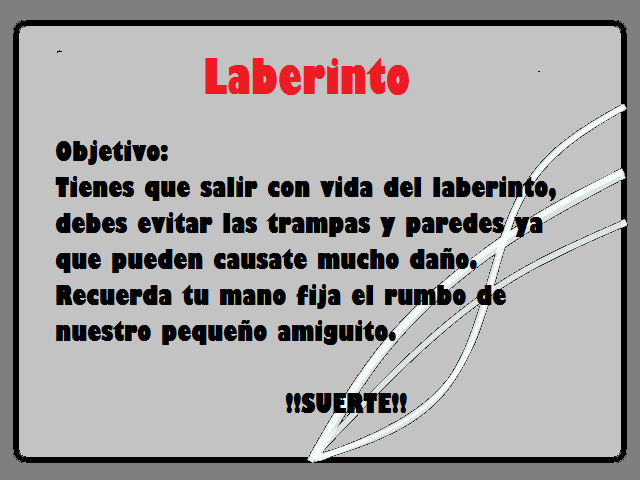 Laberinto
Objetivo:
Tienes que salir con vida del laberinto,
debes evitar las trampas y paredes ya
que pueden causate mucho daño.
Recuerda tu mano fija el rumbo de
nuestro pequeño amiguito.
!!SUERTE!!